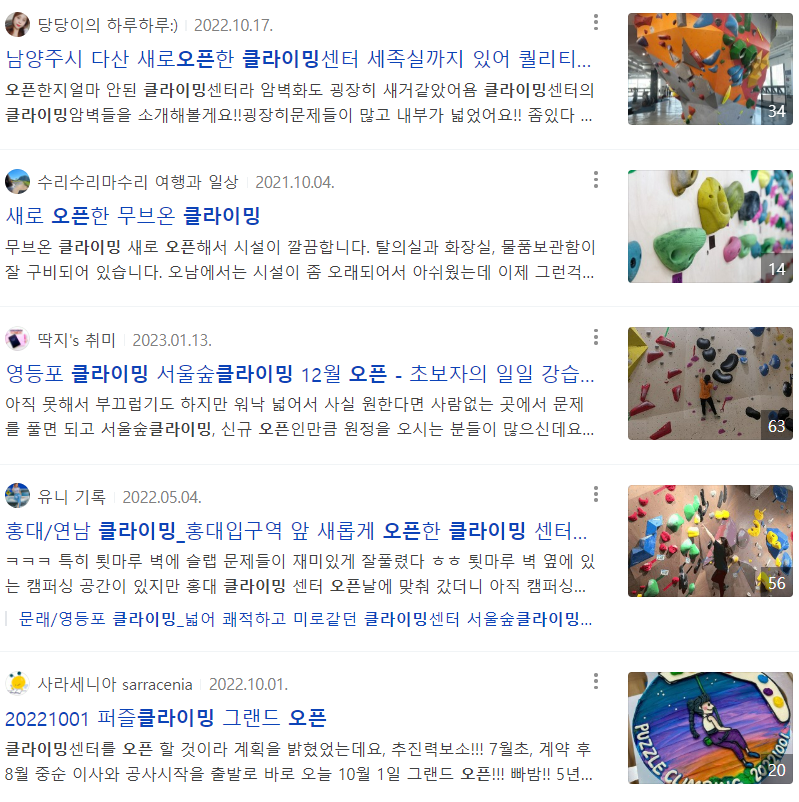 당당이의 하루하루:) 2022.10.17.
남양주시 다산 새로오픈한 클라이밍센터 세족실까지 있어 퀄리티...
오픈한지얼마 안된 클라이밍센터라 암벽화도 굉장히 새거같았어욤 클라이밍센터의
클라이밍암벽들을 소개해볼게요!!굉장히문제들이 많고 내부가 넓었어요!! 좀있다 ...
34
수리수리마수리 여행과 일상 2021.10.04.
새로 오픈한 무브온 클라이밍
무브온 클라이밍 새로 오픈해서 시설이 깔끔합니다. 탈의실과 화장실, 물품보관함이
잘 구비되어 있습니다. 오남에서는 시설이 좀 오래되어서 아쉬웠는데 이제 그런걱...
14
딱지's 취미 2023.01.13.
영등포 클라이밍 서울숲클라이밍 12월 오픈 - 초보자의 일일 강습...
아직 못해서 부끄럽기도 하지만 워낙 넓어서 사실 원한다면 사람없는 곳에서 문제
를 풀면 되고 서울숲클라이밍, 신규 오픈인만큼 원정을 오시는 분들이 많으신데요...
63
유니 기록 2022.05.04.
홍대/연남 클라이밍_홍대입구역 앞 새롭게 오픈한 클라이밍 센터...
ㅋㅋㅋ 특히 툇마루 벽에 슬랩 문제들이 재미있게 잘풀렸다 ㅎㅎ 툇마루 벽 옆에 있
는 캠퍼싱 공간이 있지만 홍대 클라이밍 센터 오픈날에 맞춰 갔더니 아직 캠퍼싱...
문래/영등포 클라이밍_넓어 쾌적하고 미로같던 클라이밍센터 서울숲클라이밍...
56
사라세니아 sarracenia 2022.10.01.
20221001 퍼즐클라이밍 그랜드 오픈
클라이밍센터를 오픈 할 것이라 계획을 밝혔었는데요, 추진력보소!!! 7월초, 계약 후
8월 중순 이사와 공사시작을 출발로 바로 오늘 10월 1일 그랜드 오픈!!! 빠밤!! 5년...
PUZZLE CLIMBING 20221001
20